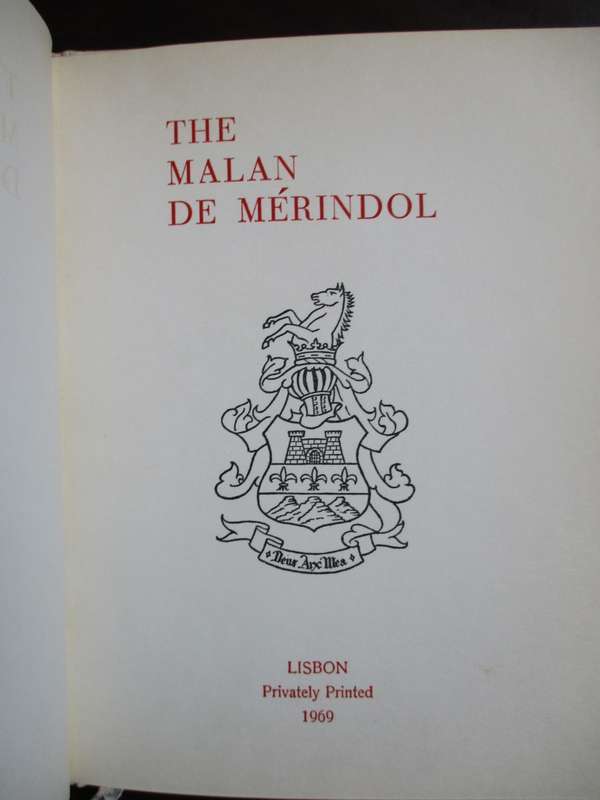 THE
MALAN
DE MÉRINDOL
Deus Arx Mea
LISBON
Privately Printed
1969